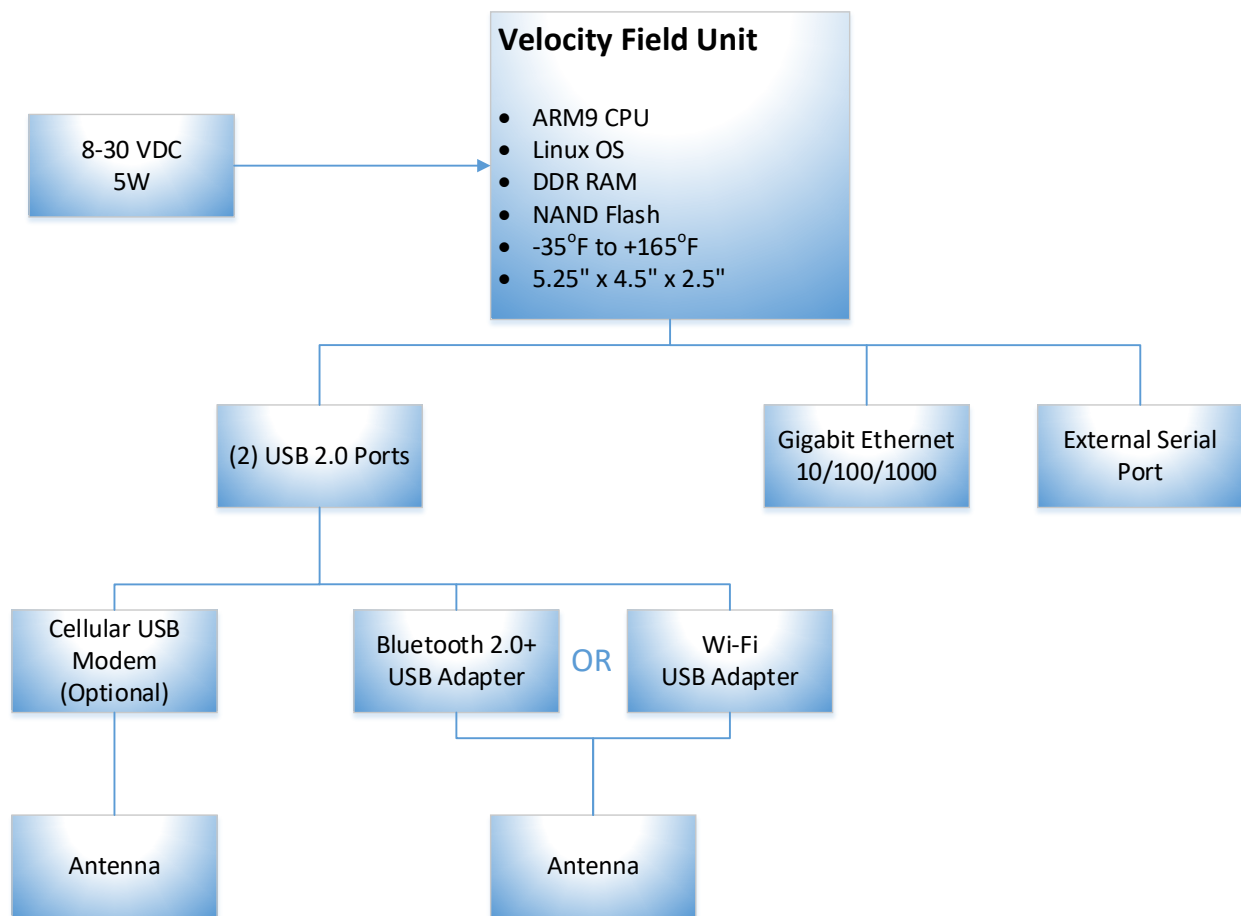 Velocity Field Unit
• ARM9 CPU
• Linux OS
• DDR RAM
• NAND Flash
• -35°F to +165°F
• 5.25" x 4.5" x 2.5"
8-30 VDC
5W
(2) USB 2.0 Ports
Gigabit Ethernet
10/100/1000
External Serial
Port
Cellular USB
Modem
(Optional)
Bluetooth 2.0+
USB Adapter
OR
Wi-Fi
USB Adapter
Antenna
Antenna